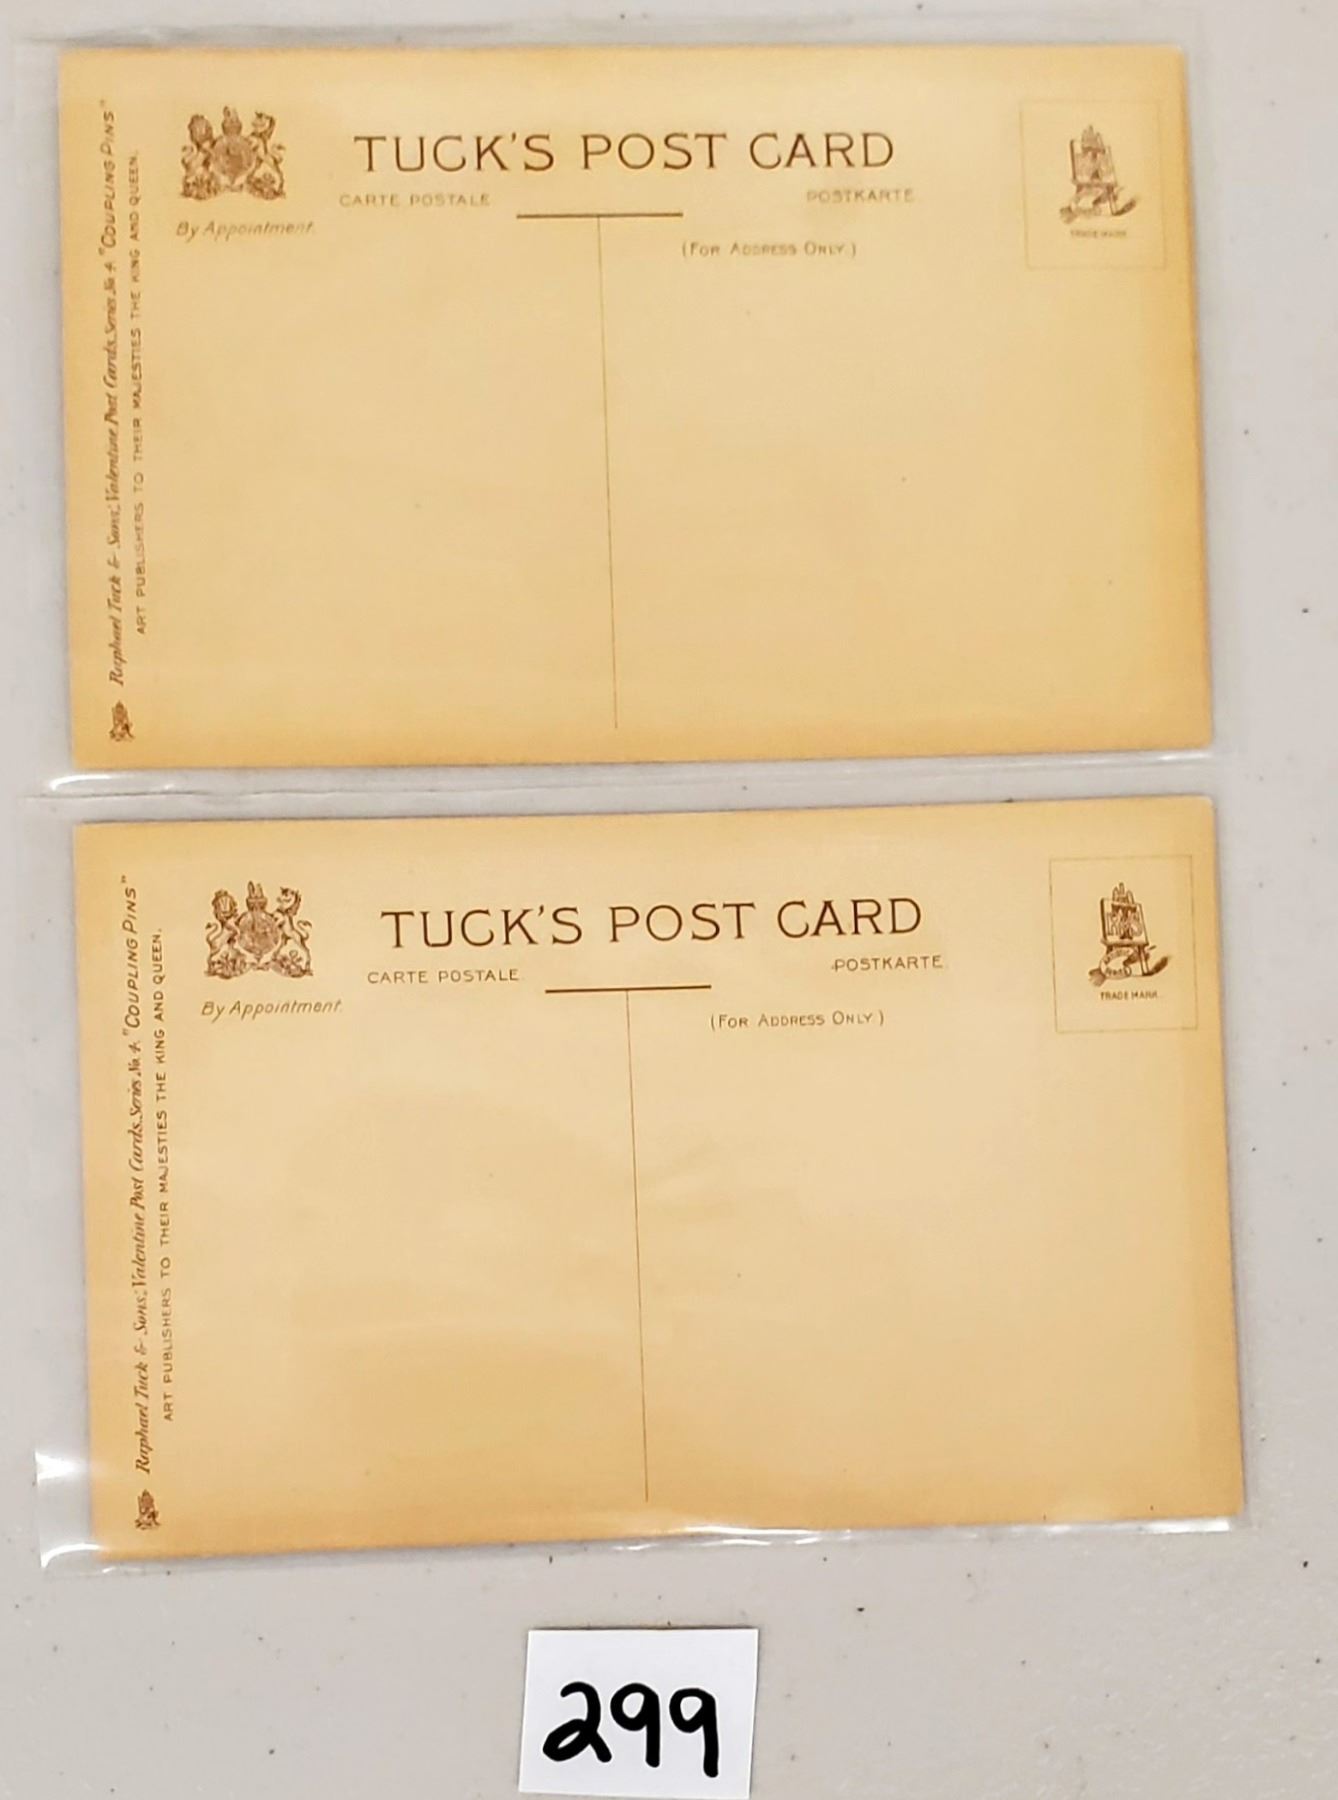 TUCK'S POST CARD
CARTE POSTALE
POSTKARTE
By Appointment.
(FOR ADDRESS ONLY.)
TRADE MARK
Raphael Tuck & Sons' Valentine Post Cards. Series No. 4. "COUPLING PINS"
ART PUBLISHERS TO THEIR MAJESTIES THE KING AND QUEEN.
TUCK'S POST CARD
CARTE POSTALE
POSTKARTE
By Appointment.
(FOR ADDRESS ONLY.)
TRADE MARK.
Raphael Tuck & Sons' Valentine Post Cards. Series No. 4. "COUPLING PINS"
ART PUBLISHERS TO THEIR MAJESTIES THE KING AND QUEEN.
299